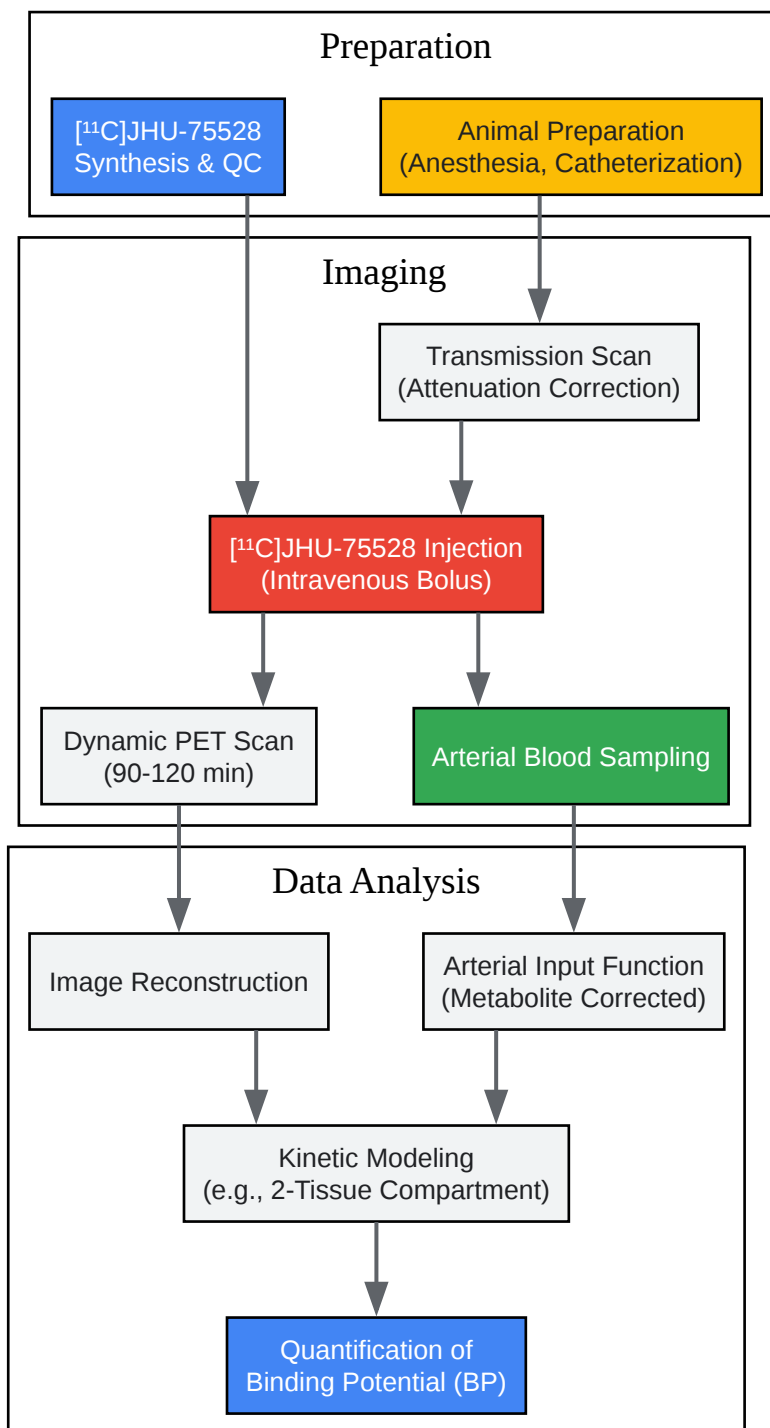 Preparation
[¹¹C]JHU-75528
Synthesis & QC
Animal Preparation
(Anesthesia, Catheterization)
Imaging
Transmission Scan
(Attenuation Correction)
[¹¹C]JHU-75528 Injection
(Intravenous Bolus)
Dynamic PET Scan
(90-120 min)
Arterial Blood Sampling
Data Analysis
Image Reconstruction
Arterial Input Function
(Metabolite Corrected)
Kinetic Modeling
(e.g., 2-Tissue Compartment)
Quantification of
Binding Potential (BP)